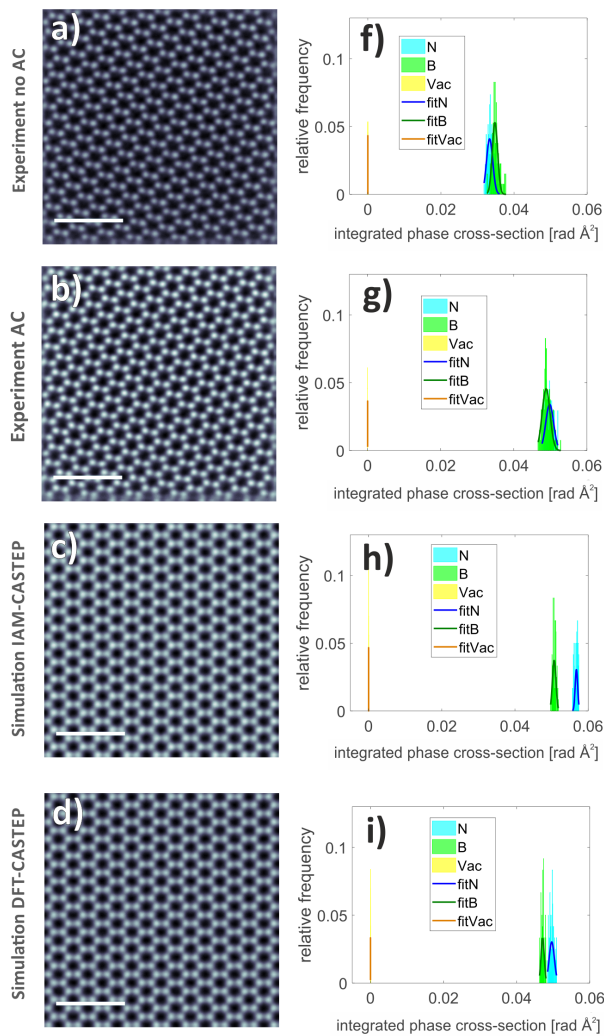 Experiment no AC
a)
f)
relative frequency
0.1
0.05
0
N
B
Vac
fitN
fitB
fitVac
0 0.02 0.04 0.06
integrated phase cross-section [rad Å²]
Experiment AC
b)
g)
relative frequency
0.1
0.05
0
N
B
Vac
fitN
fitB
fitVac
0 0.02 0.04 0.06
integrated phase cross-section [rad Å²]
Simulation IAM-CASTEP
c)
h)
relative frequency
0.1
0.05
0
N
B
Vac
fitN
fitB
fitVac
0 0.02 0.04 0.06
integrated phase cross-section [rad Å²]
Simulation DFT-CASTEP
d)
i)
relative frequency
0.1
0.05
0
N
B
Vac
fitN
fitB
fitVac
0 0.02 0.04 0.06
integrated phase cross-section [rad Å²]